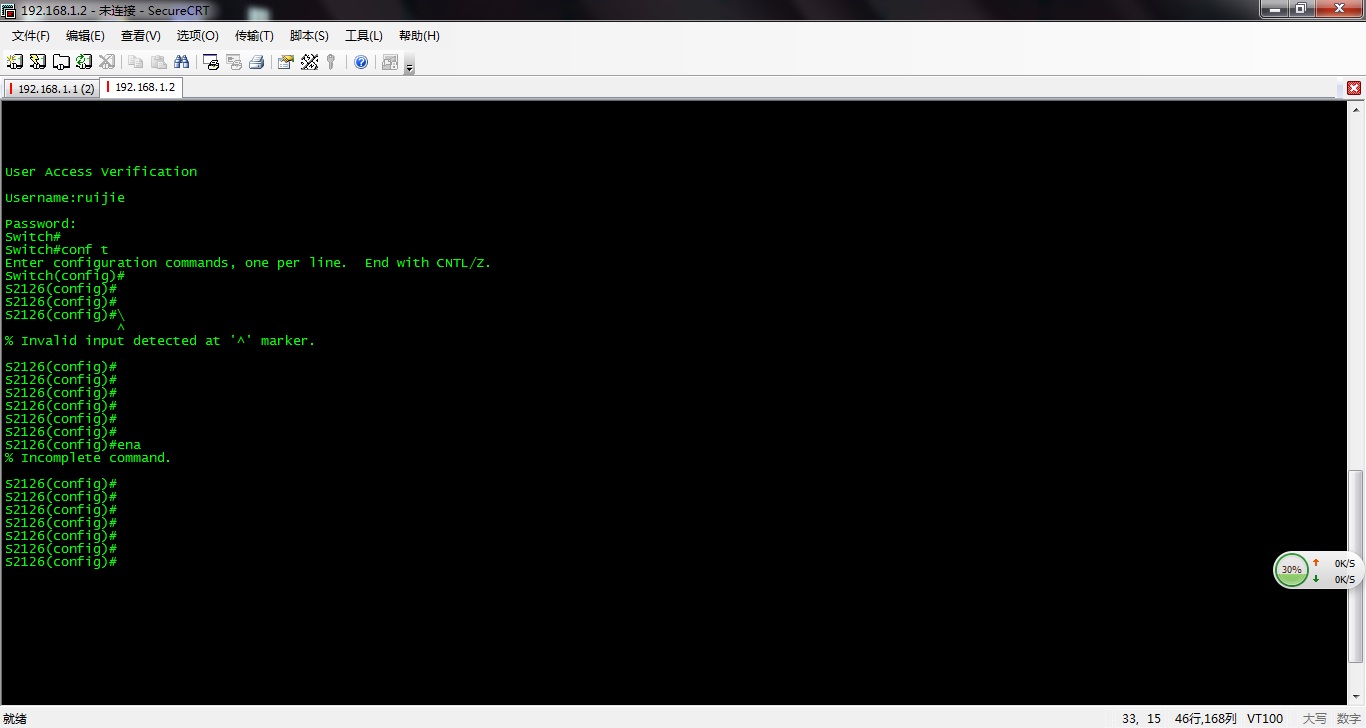 192.168.1.2 - 未连接 - SecureCRT
文件(F) 编辑(E) 查看(V) 选项(O) 传输(T) 脚本(S) 工具(L) 帮助(H)
192.168.1.1 (2) 192.168.1.2
User Access Verification
Username:ruijie
Password:
Switch#
Switch#conf t
Enter configuration commands, one per line.  End with CNTL/Z.
Switch(config)#
S2126(config)#
S2126(config)#
S2126(config)#\
^
% Invalid input detected at '^' marker.
S2126(config)#
S2126(config)#
S2126(config)#
S2126(config)#
S2126(config)#
S2126(config)#
S2126(config)#ena
% Incomplete command.
S2126(config)#
S2126(config)#
S2126(config)#
S2126(config)#
S2126(config)#
S2126(config)#
S2126(config)#
30% 0K/S
0K/S
就绪 33, 15 46行,168列 VT100 大写 数字